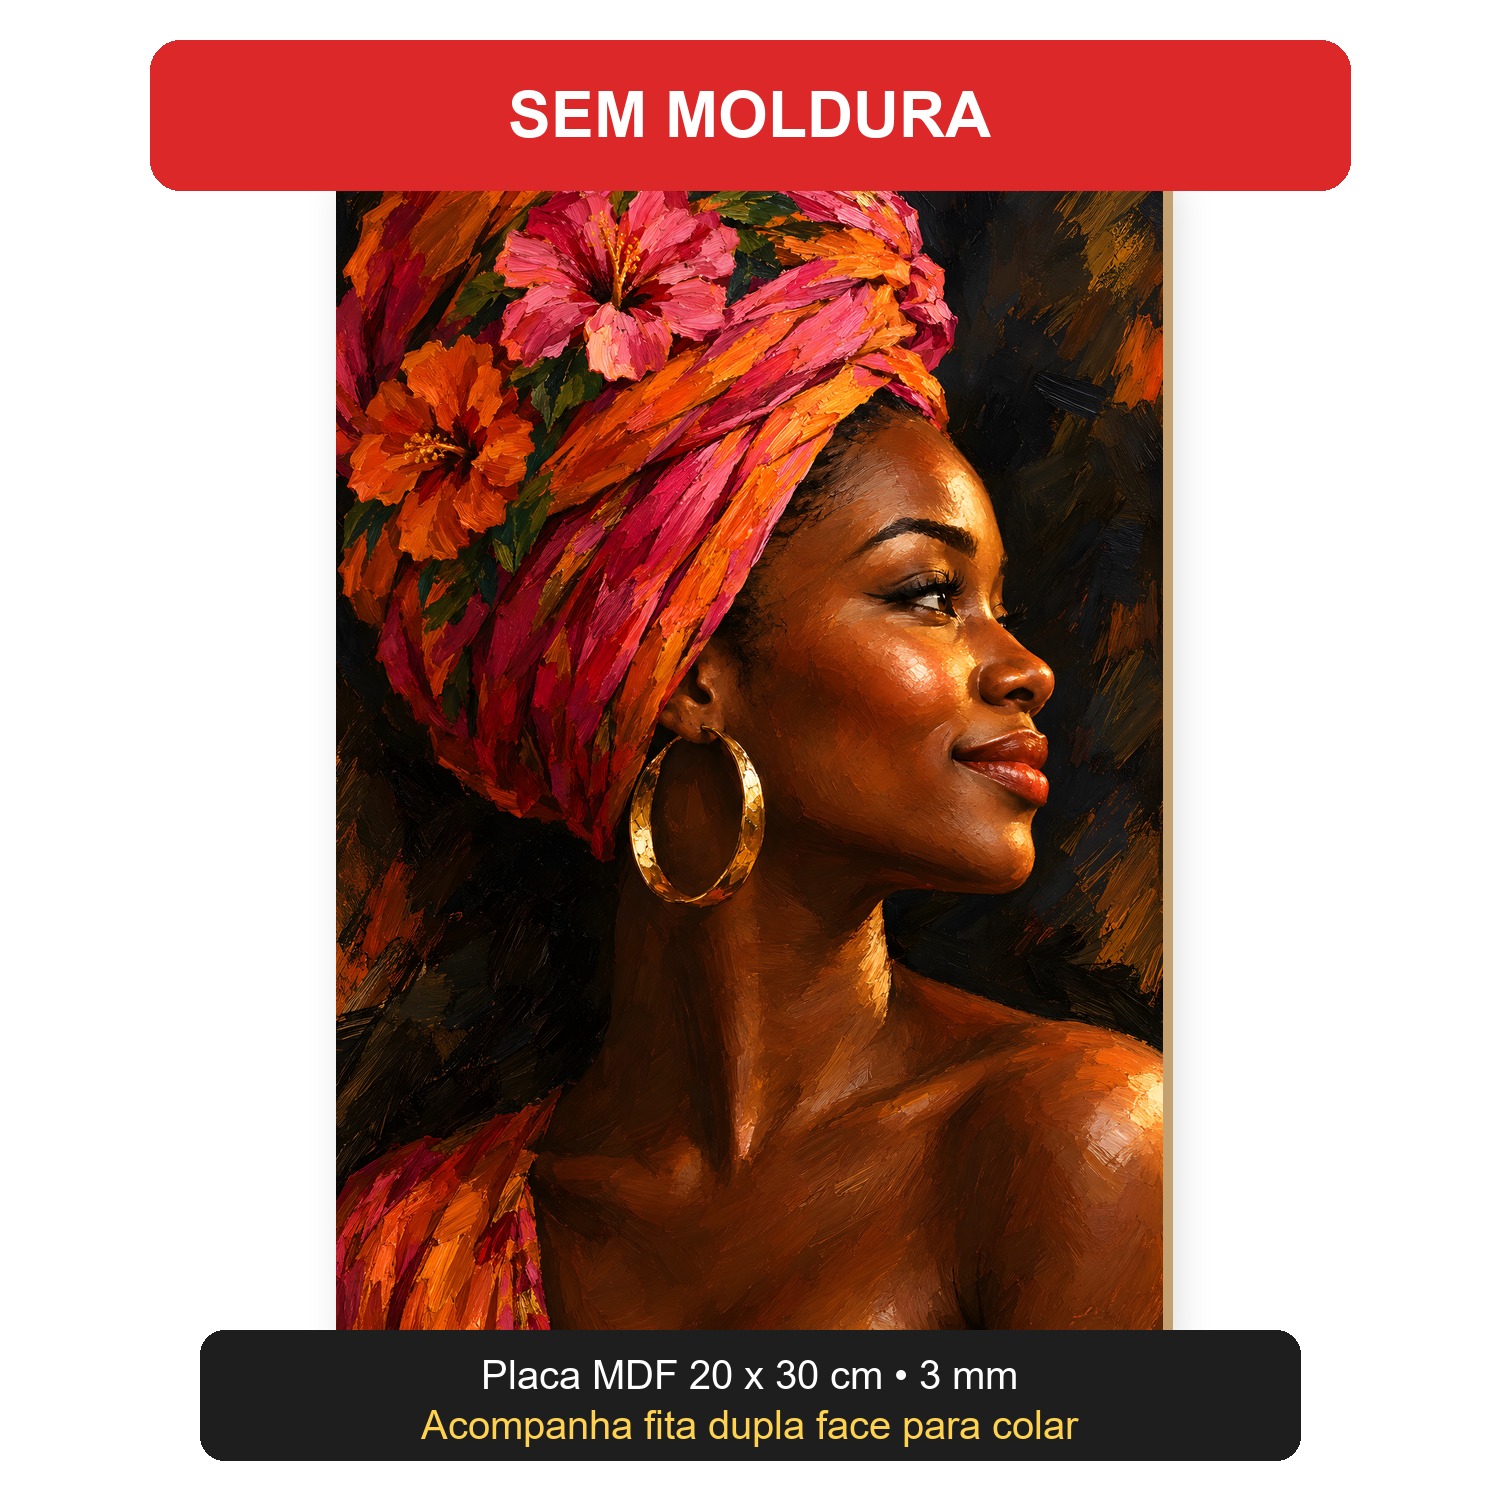 SEM MOLDURA
Placa MDF 20 x 30 cm • 3 mm
Acompanha fita dupla face para colar